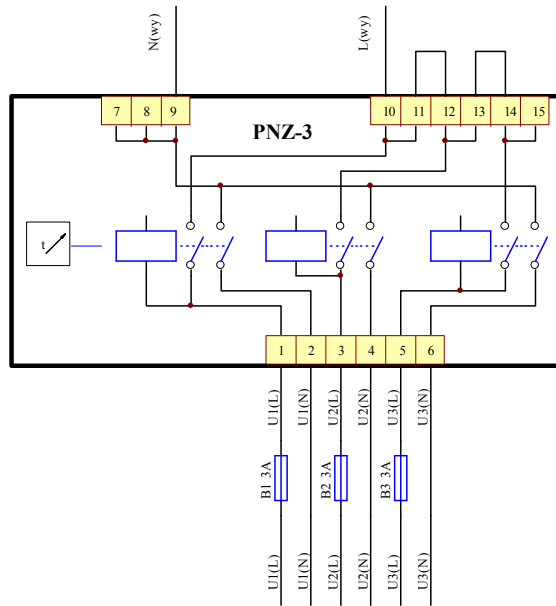 N(wy) L(wy)
7 8 9 10 11 12 13 14 15
PNZ-3
t
1 2 3 4 5 6
U1(L) U1(N) U2(L) U2(N) U3(L) U3(N)
B1 3A B2 3A B3 3A
U1(L) U1(N) U2(L) U2(N) U3(L) U3(N)